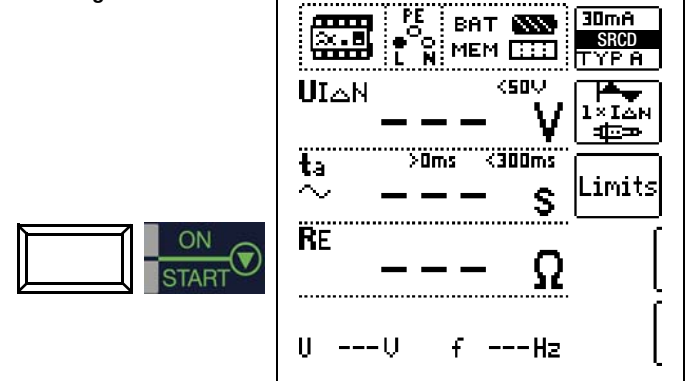 PE
L N
BAT
MEM
30mA
SRCD
TYP A
UI△N <50V
--- V
1×I△N
ta >0ms <300ms
--- s
Limits
RE
--- Ω
ON
START
U ---V f ---Hz